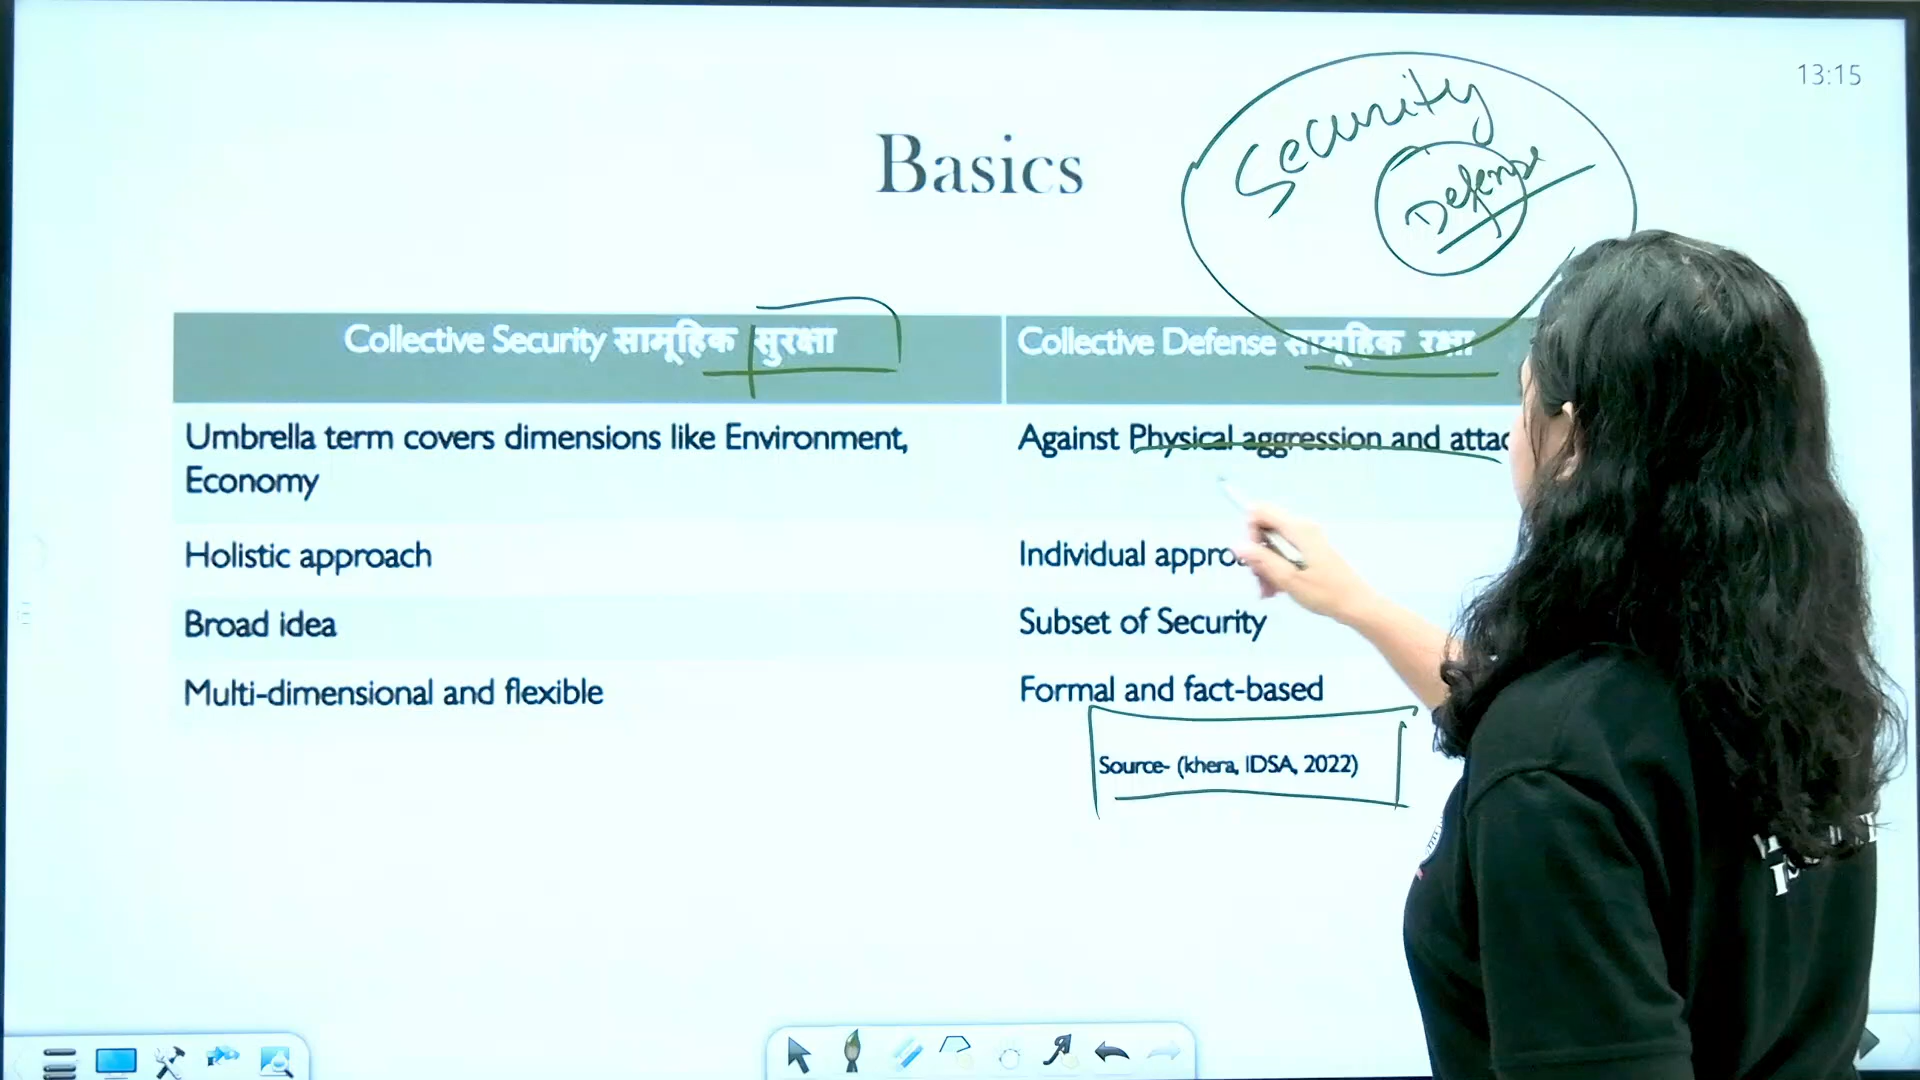 13:15
Security
Defense
Basics
Collective Security सामूहिक सुरक्षा
Collective Defense सामूहिक रक्षा
Umbrella term covers dimensions like Environment,
Economy
Against Physical aggression and
Holistic approach
Individual
Broad idea
Subset of Security
Multi-dimensional and flexible
Formal and fact-based
Source- (khera, IDSA, 2022)